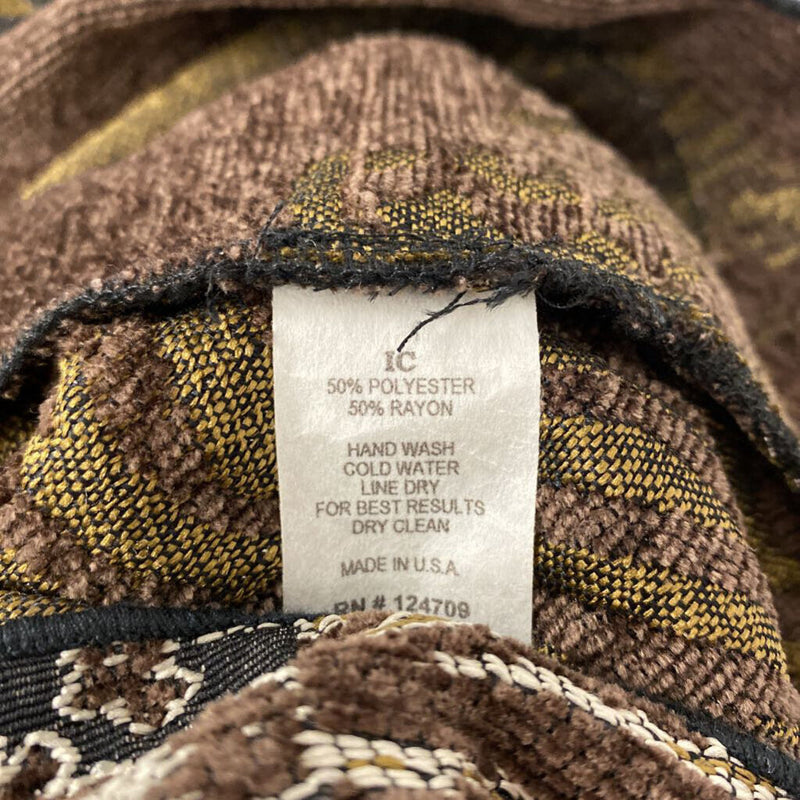 IC
50% POLYESTER
50% RAYON
HAND WASH
COLD WATER
LINE DRY
FOR BEST RESULTS
DRY CLEAN
MADE IN U.S.A.
RN # 124709